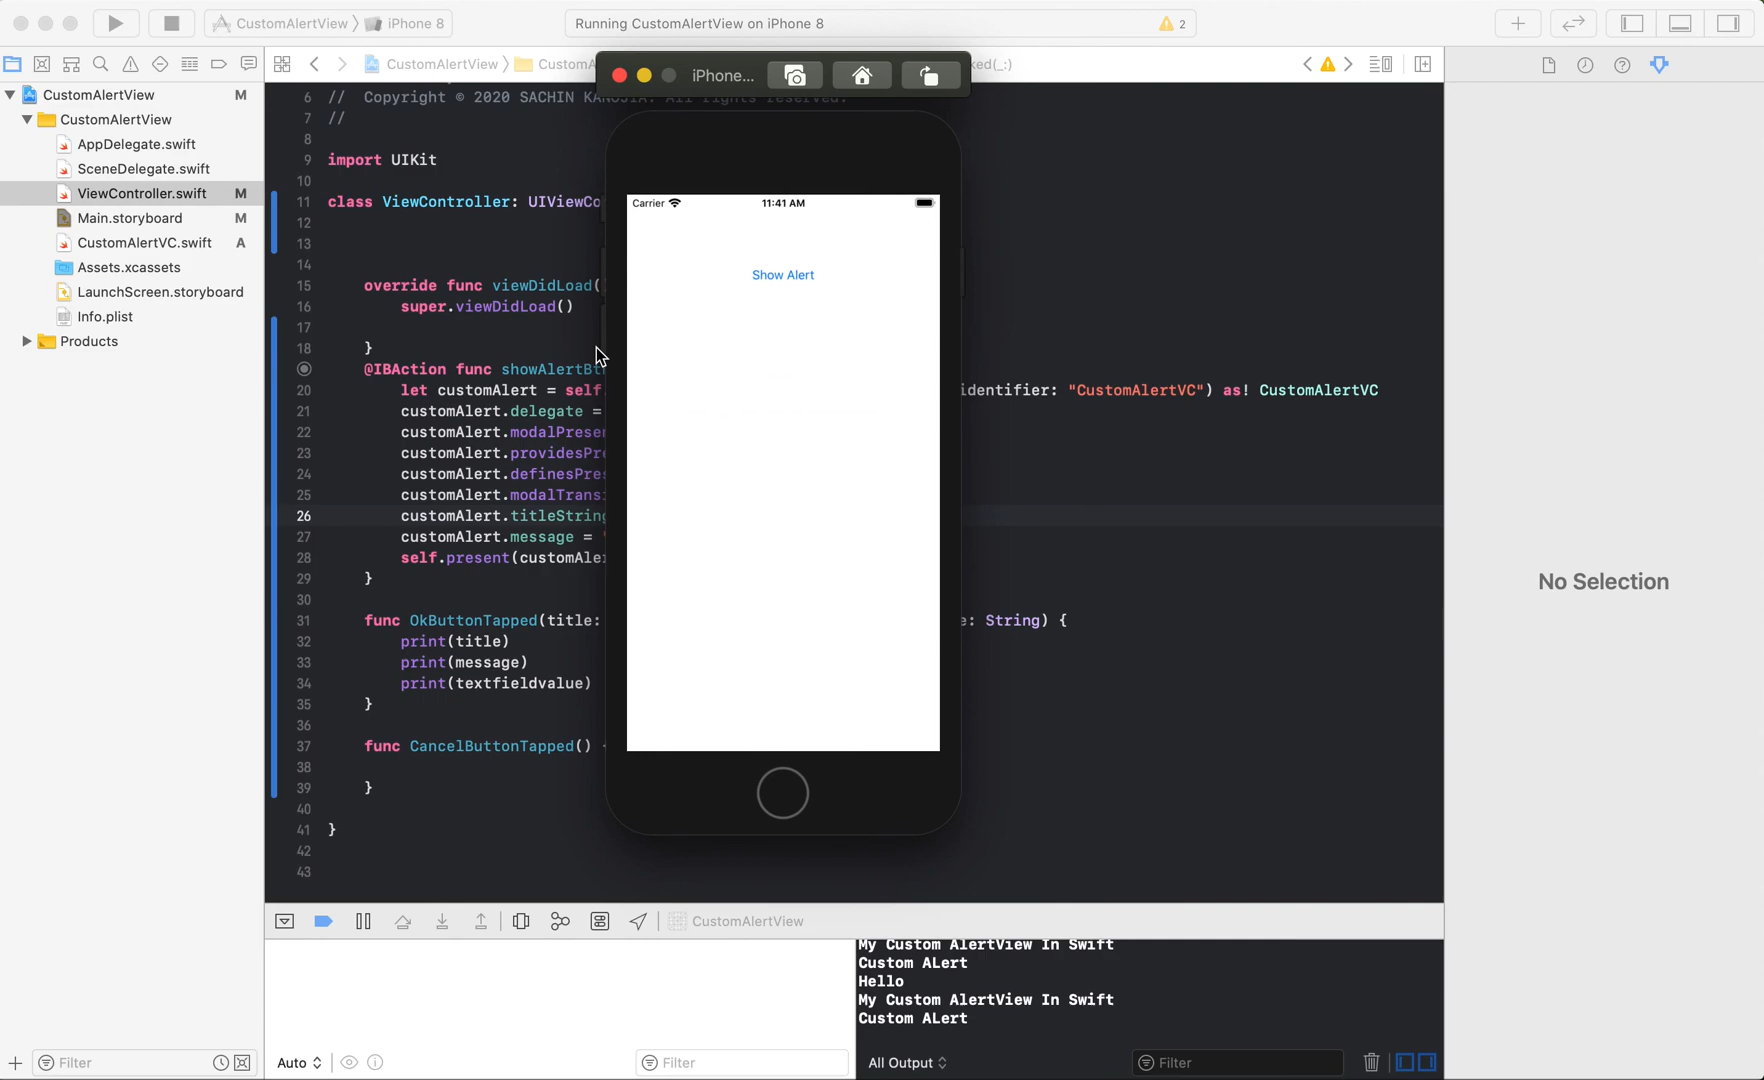 CustomAlertView
iPhone 8
Running CustomAlertView on iPhone 8
2
CustomAlertView M
CustomAlertView
AppDelegate.swift
SceneDelegate.swift
ViewController.swift M
Main.storyboard M
CustomAlertVC.swift A
Assets.xcassets
LaunchScreen.storyboard
Info.plist
Products
Filter
CustomAlertView
ked(_:)
iPhone...
6 // Copyright © 2020 SACHIN All rights reserved.
7 //
8
9 import UIKit
10
11 class ViewController: UIViewCo
12
13
14
15 override func viewDidLoad(
16 super.viewDidLoad()
17
18 }
@IBAction func showAlertBt
20 let customAlert = self. identifier: "CustomAlertVC") as! CustomAlertVC
21 customAlert.delegate =
22 customAlert.modalPreser
23 customAlert.providesPre
24 customAlert.definesPres
25 customAlert.modalTrans
26 customAlert.titleString
27 customAlert.message = "
28 self.present(customAler
29 }
30
31 func OkButtonTapped(title: e: String) {
32 print(title)
33 print(message)
34 print(textfieldvalue)
35 }
36
37 func CancelButtonTapped() {
38
39 }
40
41 }
42
43
Carrier
11:41 AM
Show Alert
No Selection
CustomAlertView
My Custom AlertView In Swift
Custom ALert
Hello
My Custom AlertView In Swift
Custom ALert
Auto
Filter
All Output
Filter